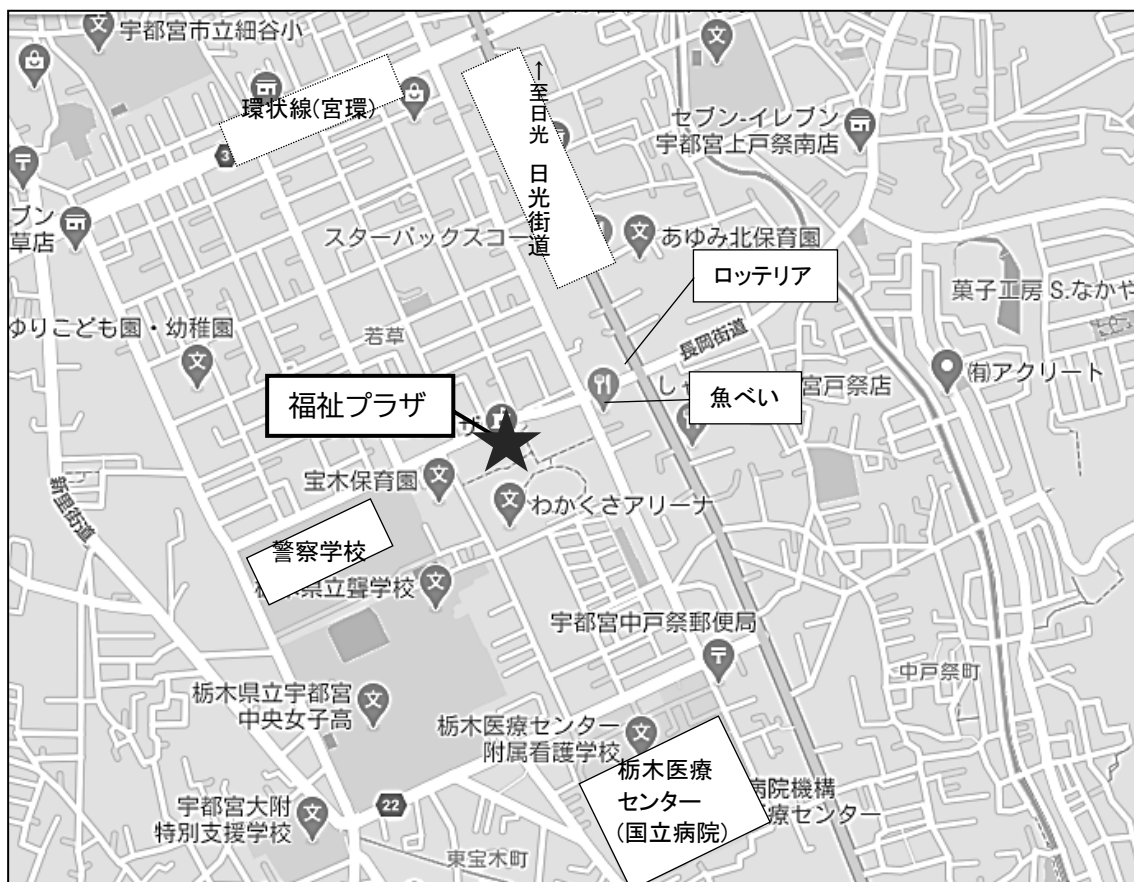 宇都宮市立細谷小
環状線(宮環)
←至日光 日光街道
セブン-イレブン
宇都宮上戸祭南店
ブン
草店
スターバックスコー
あゆみ北保育園
ロッテリア
菓子工房 S.なかや
ゆりこども園・幼稚園
若草
長岡街道
(有)アクリート
し
宮戸祭店
魚べい
福祉プラザ
ザ
宝木保育園
わかくさアリーナ
新里街道
警察学校
県立聾学校
宇都宮中戸祭郵便局
中戸祭町
栃木県立宇都宮
中央女子高
栃木医療センター
附属看護学校
栃木医療
センター
(国立病院)
病院機構
療センター
宇都宮大附
特別支援学校
22
東宝木町